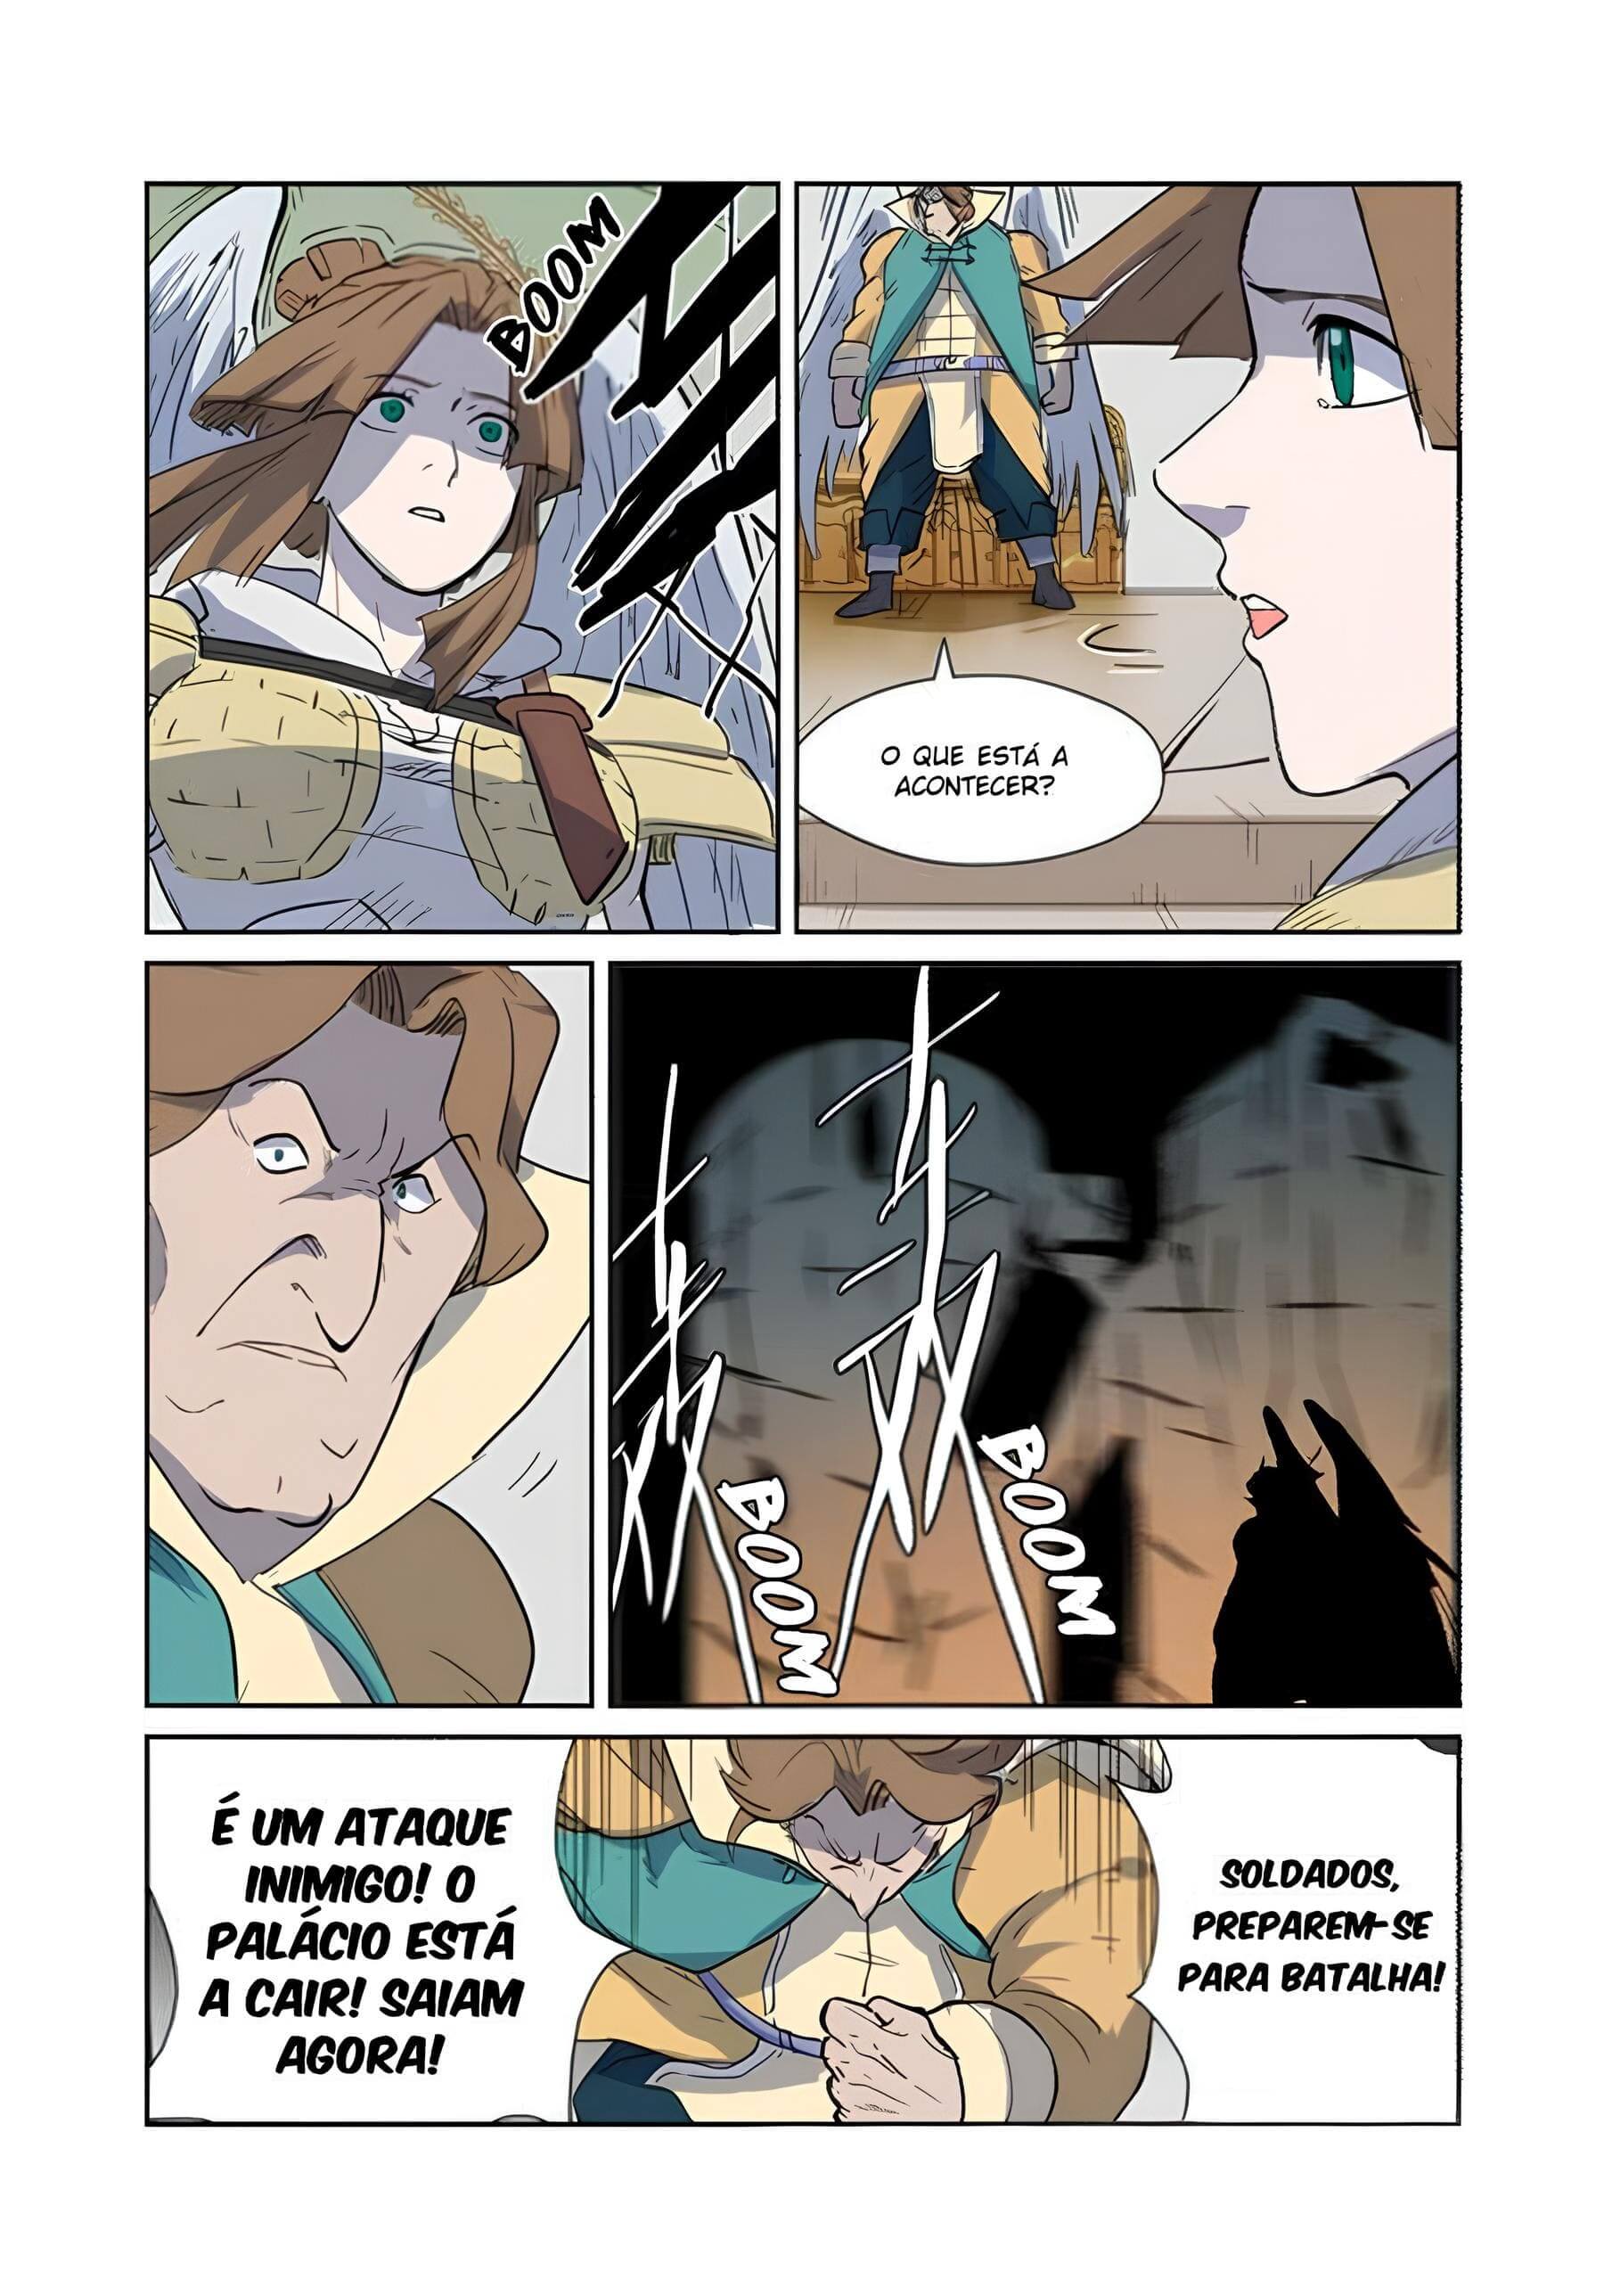 BOOM
O QUE ESTÁ A
ACONTECER?
BOOM
BOOM
É UM ATAQUE
INIMIGO! O
PALÁCIO ESTÁ
A CAIR! SAIAM
AGORA!
SOLDADOS,
PREPAREM-SE
PARA BATALHA!